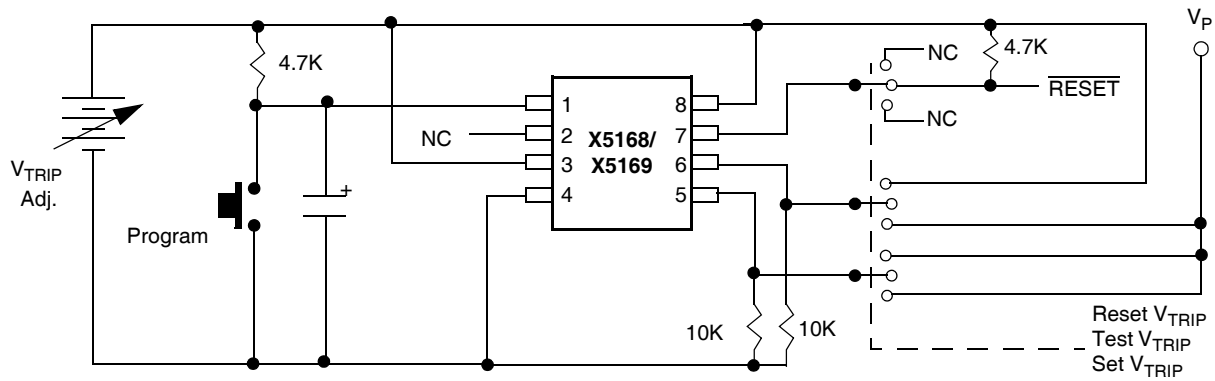 V_P
4.7K
NC
4.7K
RESET
NC
1
8
NC
2
7
X5168/
X5169
3
6
4
5
V_TRIP
Adj.
+
Program
10K
10K
Reset V_TRIP
Test V_TRIP
Set V_TRIP